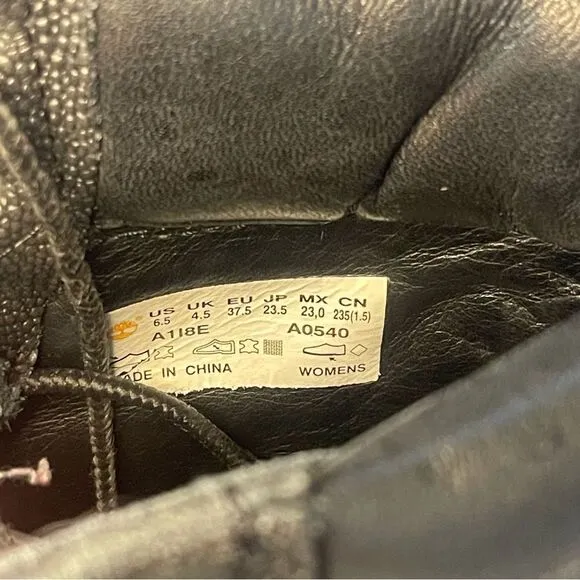 US UK EU JP MX CN
6.5 4.5 37.5 23.5 23,0 235(1.5)
A1I8E A0540
ADE IN CHINA WOMENS